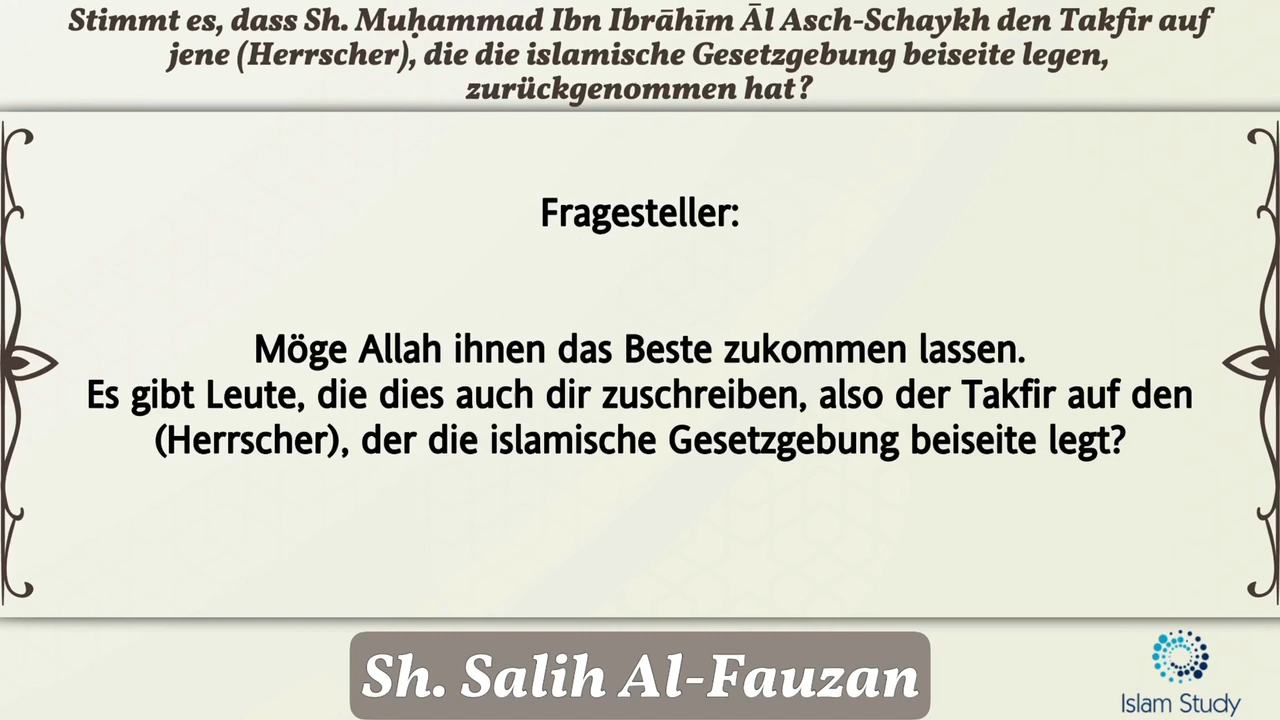 Stimmt es, dass Sh. Muḥammad Ibn Ibrāhīm Āl Asch-Schaykh den Takfir auf
jene (Herrscher), die die islamische Gesetzgebung beiseite legen,
zurückgenommen hat?
Fragesteller:
Möge Allah ihnen das Beste zukommen lassen.
Es gibt Leute, die dies auch dir zuschreiben, also der Takfir auf den
(Herrscher), der die islamische Gesetzgebung beiseite legt?
Sh. Salih Al-Fauzan
Islam Study